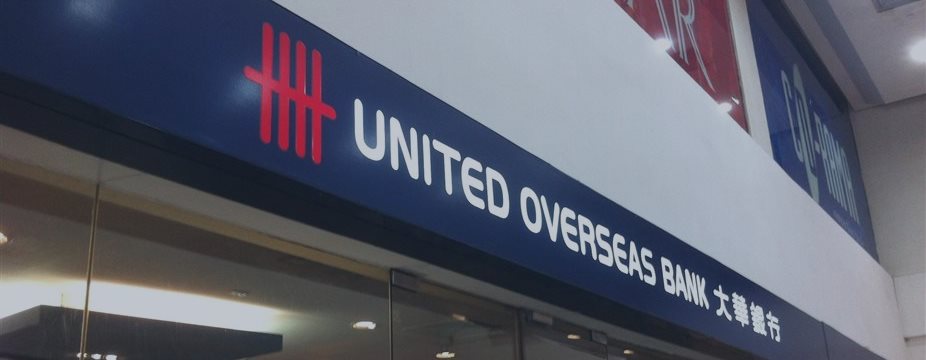 UNITED OVERSEAS BANK 大華銀行